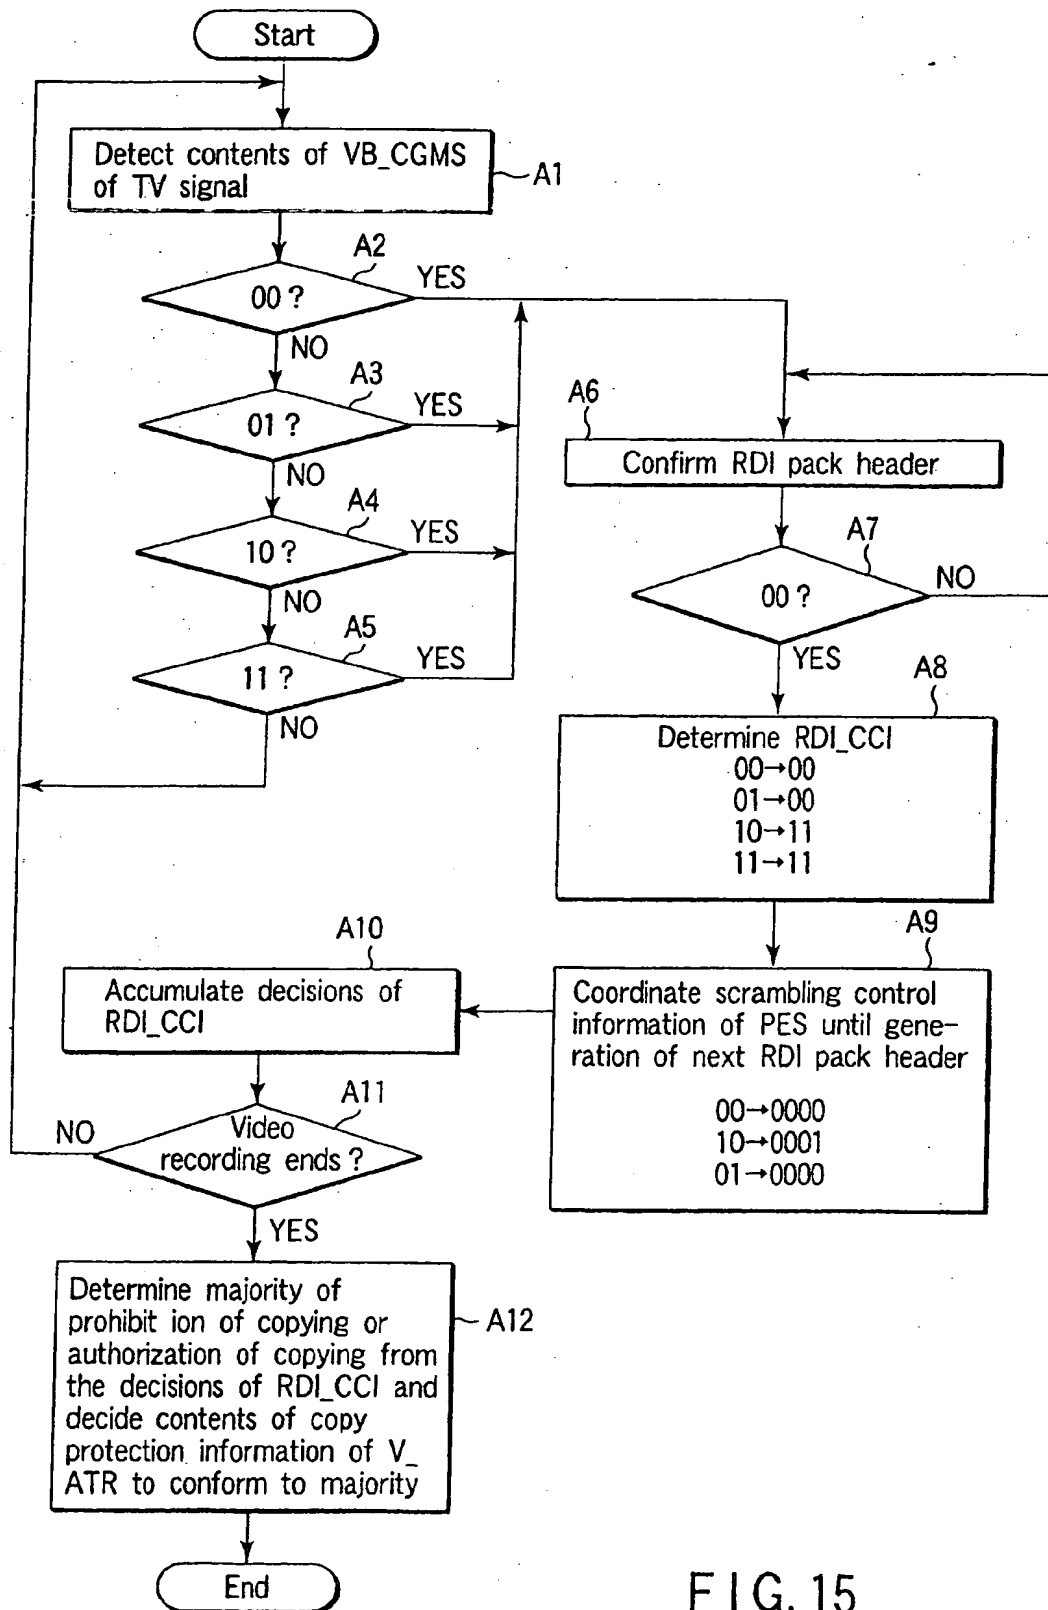 Start
Detect contents of VB_CGMS
of TV signal
A1
A2
00 ?
YES
NO
A3
01 ?
YES
NO
A4
10 ?
YES
NO
A5
11 ?
YES
NO
A6
Confirm RDI pack header
A7
00 ?
NO
YES
A8
Determine RDI_CCI
00→00
01→00
10→11
11→11
A9
Coordinate scrambling control
information of PES until gene-
ration of next RDI pack header
00→0000
10→0001
01→0000
A10
Accumulate decisions of
RDI_CCI
A11
Video
recording ends ?
NO
YES
Determine majority of
prohibit ion of copying or
authorization of copying from
the decisions of RDI_CCI and
decide contents of copy
protection information of V_
ATR to conform to majority
A12
End
FIG. 15